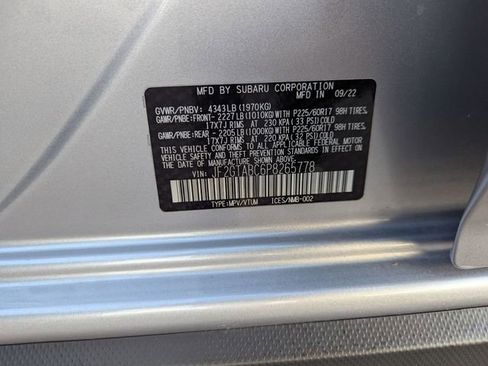 MFD BY SUBARU CORPORATION
MFD IN 09/22
GVWR/PNBV: 4343LB (1970KG)
GAWR/PNBE: FRONT- 2227LB (1010KG) WITH P225/60R17 98H TIRES,
17X7J RIMS AT 230 KPA (33 PSI) COLD
GAWR/PNBE: REAR - 2205LB (1000KG) WITH P225/60R17 98H TIRES,
17X7J RIMS AT 220 KPA (32 PSI) COLD
THIS VEHICLE CONFORMS TO ALL APPLICABLE FEDERAL MOTOR
VEHICLE SAFETY, BUMPER, AND THEFT PREVENTION STANDARDS
IN EFFECT ON THE DATE OF MANUFACTURE SHOWN ABOVE.
VIN: JF2GTABC6P8265778
TYPE: MPV/VTUM ICES/NMB-002